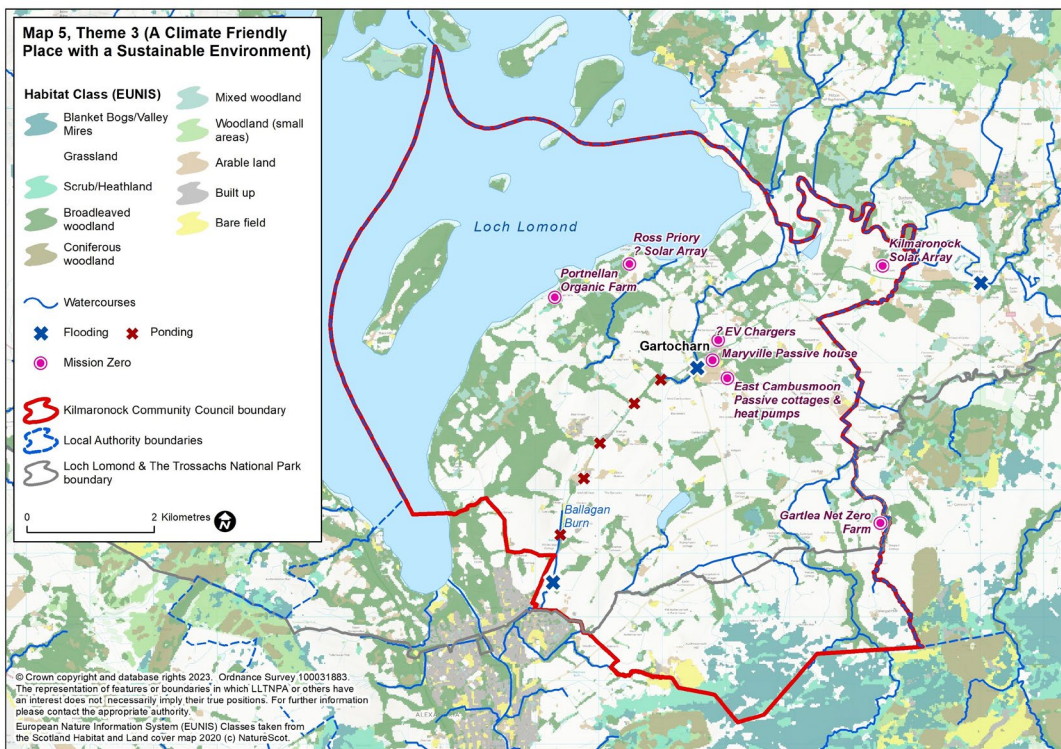 Map 5, Theme 3 (A Climate Friendly
Place with a Sustainable Environment)
Habitat Class (EUNIS)
Blanket Bogs/Valley
Mires
Grassland
Scrub/Heathland
Broadleaved
woodland
Coniferous
woodland
Mixed woodland
Woodland (small
areas)
Arable land
Built up
Bare field
Watercourses
Flooding
Ponding
Mission Zero
Kilmaronock Community Council boundary
Local Authority boundaries
Loch Lomond & The Trossachs National Park
boundary
0 2 Kilometres
N
Loch Lomond
Ross Priory
? Solar Array
Portnellan
Organic Farm
Kilmaronock
Solar Array
? EV Chargers
Gartocharn
Maryville Passive house
East Cambusmoon
Passive cottages &
heat pumps
Ballagan
Burn
Gartlea Net Zero
Farm
© Crown copyright and database rights 2023. Ordnance Survey 100031883.
The representation of features or boundaries in which LLTNPA or others have
an interest does not necessarily imply their true positions. For further information
please contact the appropriate authority.
European Nature Information System (EUNIS) Classes taken from
the Scotland Habitat and Land cover map 2020 (c) NatureScot.